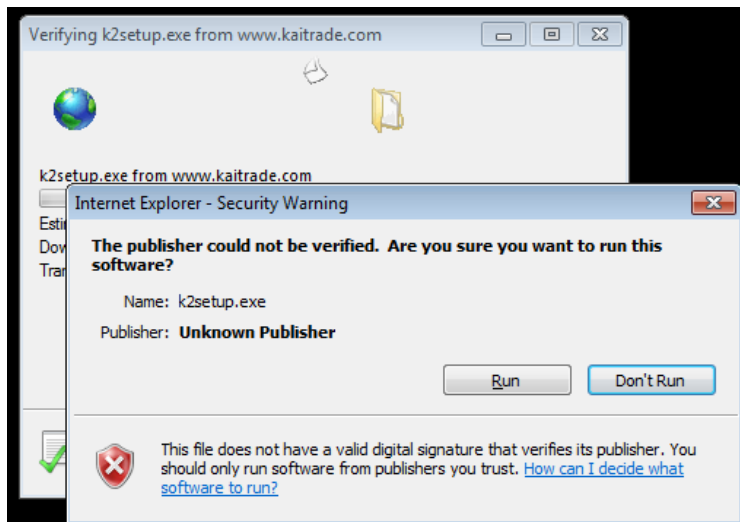 Verifying k2setup.exe from www.kaitrade.com
k2setup.exe from www.kaitrade.com
Internet Explorer - Security Warning
The publisher could not be verified. Are you sure you want to run this
software?
Name: k2setup.exe
Publisher: Unknown Publisher
Run
Don't Run
This file does not have a valid digital signature that verifies its publisher. You
should only run software from publishers you trust. How can I decide what
software to run?